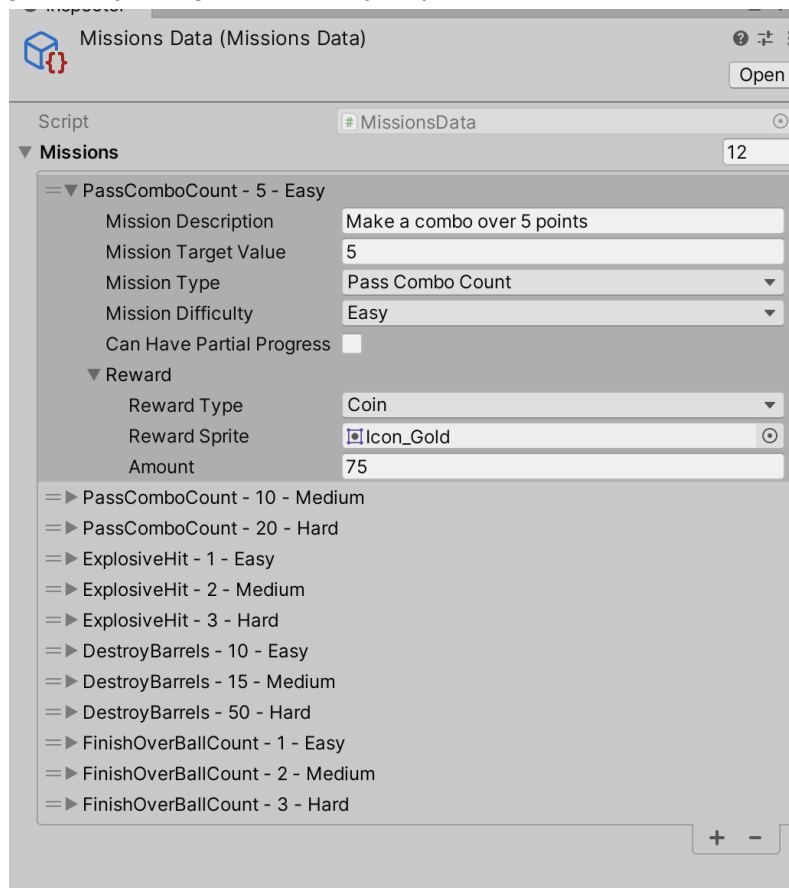 Inspector
Missions Data (Missions Data)
Open
Script # MissionsData
Missions 12
PassComboCount - 5 - Easy
Mission Description Make a combo over 5 points
Mission Target Value 5
Mission Type Pass Combo Count
Mission Difficulty Easy
Can Have Partial Progress
Reward
Reward Type Coin
Reward Sprite Icon_Gold
Amount 75
PassComboCount - 10 - Medium
PassComboCount - 20 - Hard
ExplosiveHit - 1 - Easy
ExplosiveHit - 2 - Medium
ExplosiveHit - 3 - Hard
DestroyBarrels - 10 - Easy
DestroyBarrels - 15 - Medium
DestroyBarrels - 50 - Hard
FinishOverBallCount - 1 - Easy
FinishOverBallCount - 2 - Medium
FinishOverBallCount - 3 - Hard
+ -